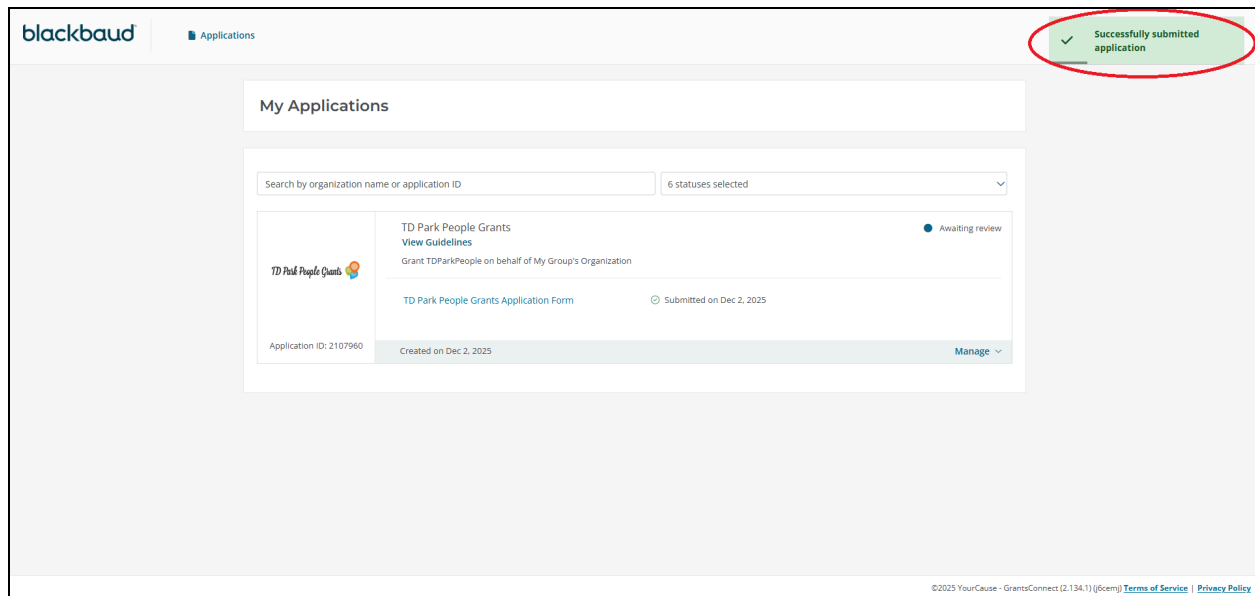 blackbaud
Applications
Successfully submitted
application
My Applications
Search by organization name or application ID
6 statuses selected
TD Park People Grants
TD Park People Grants
View Guidelines
Awaiting review
Grant TDParkPeople on behalf of My Group's Organization
TD Park People Grants Application Form
Submitted on Dec 2, 2025
Application ID: 2107960
Created on Dec 2, 2025
Manage
©2025 YourCause - GrantsConnect (2.134.1) (j6cemj) Terms of Service | Privacy Policy